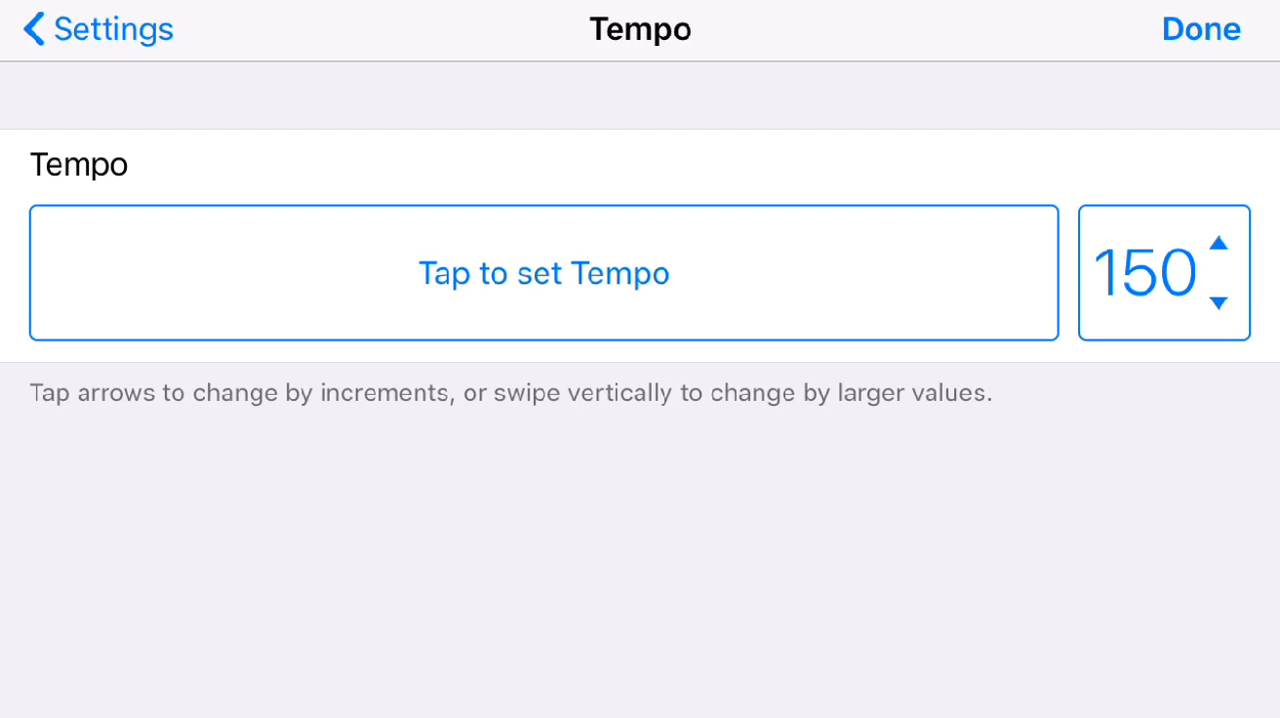 Settings
Tempo
Done
Tempo
Tap to set Tempo
150
Tap arrows to change by increments, or swipe vertically to change by larger values.